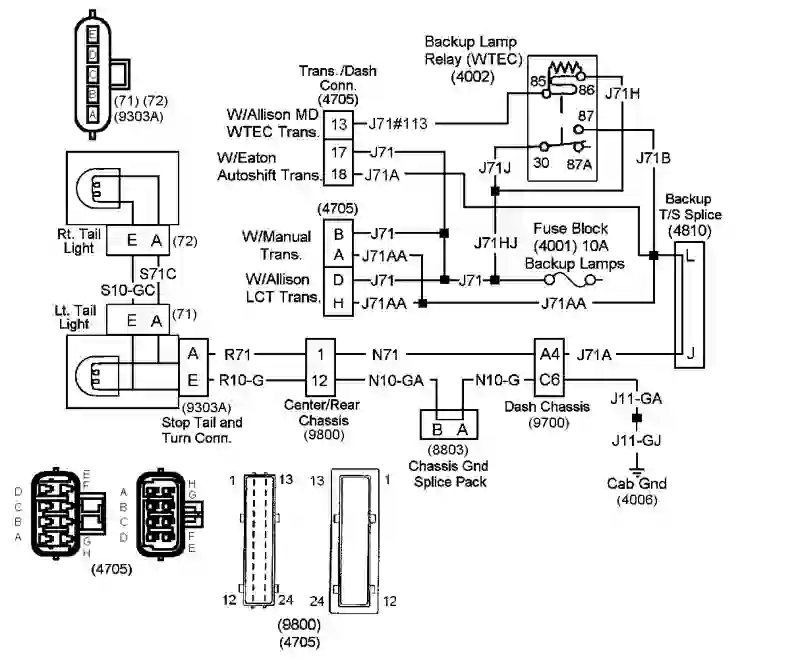 E
D
C
B
A
(71) (72)
(9303A)
Backup Lamp
Relay (WTEC)
(4002)
85
86
87
30
87A
J71H
J71J
J71B
J71HJ
Trans./Dash
Conn.
(4705)
W/Allison MD
WTEC Trans.
13
J71#113
W/Eaton
Autoshift Trans.
17
J71
18
J71A
(4705)
W/Manual
Trans.
B
J71
A
J71AA
W/Allison
LCT Trans.
D
J71
J71
H
J71AA
J71AA
Fuse Block
(4001) 10A
Backup Lamps
Backup
T/S Splice
(4810)
L
J
Rt. Tail
Light
E A
(72)
S71C
S10-GC
Lt. Tail
Light
E A
(71)
A
R71
1
N71
A4
J71A
E
R10-G
12
N10-GA
N10-G
C6
(9303A)
Stop Tail and
Turn Conn.
Center/Rear
Chassis
(9800)
B A
(8803)
Chassis Gnd
Splice Pack
Dash Chassis
(9700)
J11-GA
J11-GJ
Cab Gnd
(4006)
D
C
B
A
E
F
G
H
A
B
C
D
H
G
F
E
(4705)
1
13
12
24
13
1
24
12
(9800)
(4705)